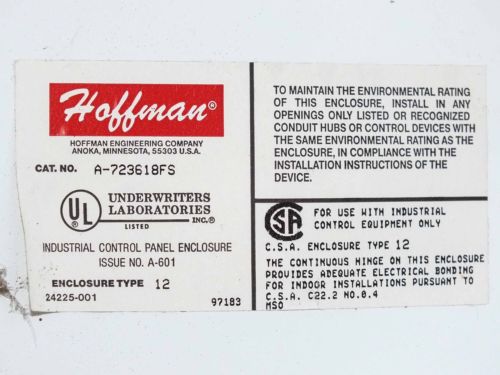 Hoffman®
HOFFMAN ENGINEERING COMPANY
ANOKA, MINNESOTA, 55303 U.S.A.
CAT. NO. A-723618FS
UL
UNDERWRITERS
LABORATORIES
INC.®
LISTED
INDUSTRIAL CONTROL PANEL ENCLOSURE
ISSUE NO. A-601
ENCLOSURE TYPE 12
24225-001 97183
TO MAINTAIN THE ENVIRONMENTAL RATING
OF THIS ENCLOSURE, INSTALL IN ANY
OPENINGS ONLY LISTED OR RECOGNIZED
CONDUIT HUBS OR CONTROL DEVICES WITH
THE SAME ENVIRONMENTAL RATING AS THE
ENCLOSURE, IN COMPLIANCE WITH THE
INSTALLATION INSTRUCTIONS OF THE
DEVICE.
SA
FOR USE WITH INDUSTRIAL
CONTROL EQUIPMENT ONLY
C.S.A. ENCLOSURE TYPE 12
THE CONTINUOUS HINGE ON THIS ENCLOSURE
PROVIDES ADEQUATE ELECTRICAL BONDING
FOR INDOOR INSTALLATIONS PURSUANT TO
C.S.A. C22.2 NO.0.4
MSO